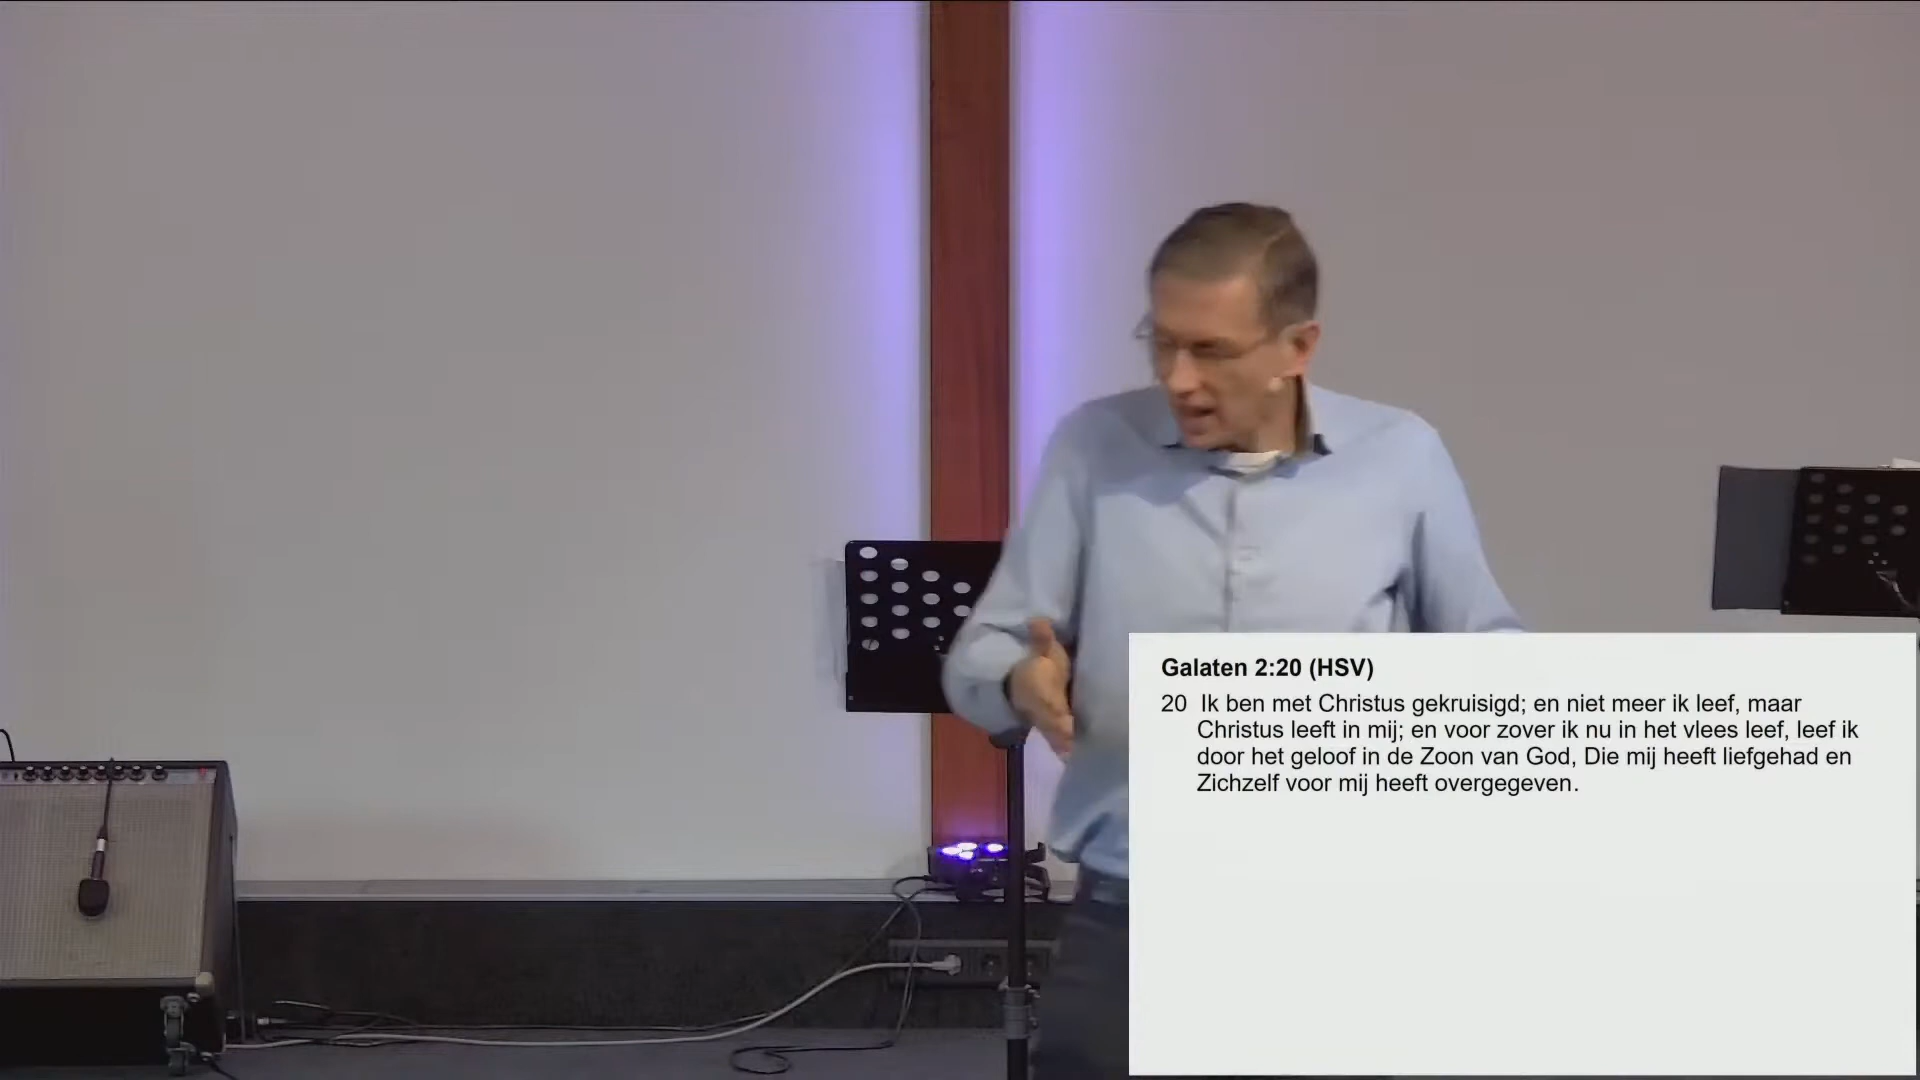 Galaten 2:20 (HSV)
20 Ik ben met Christus gekruisigd; en niet meer ik leef, maar
Christus leeft in mij; en voor zover ik nu in het vlees leef, leef ik
door het geloof in de Zoon van God, Die mij heeft liefgehad en
Zichzelf voor mij heeft overgegeven.